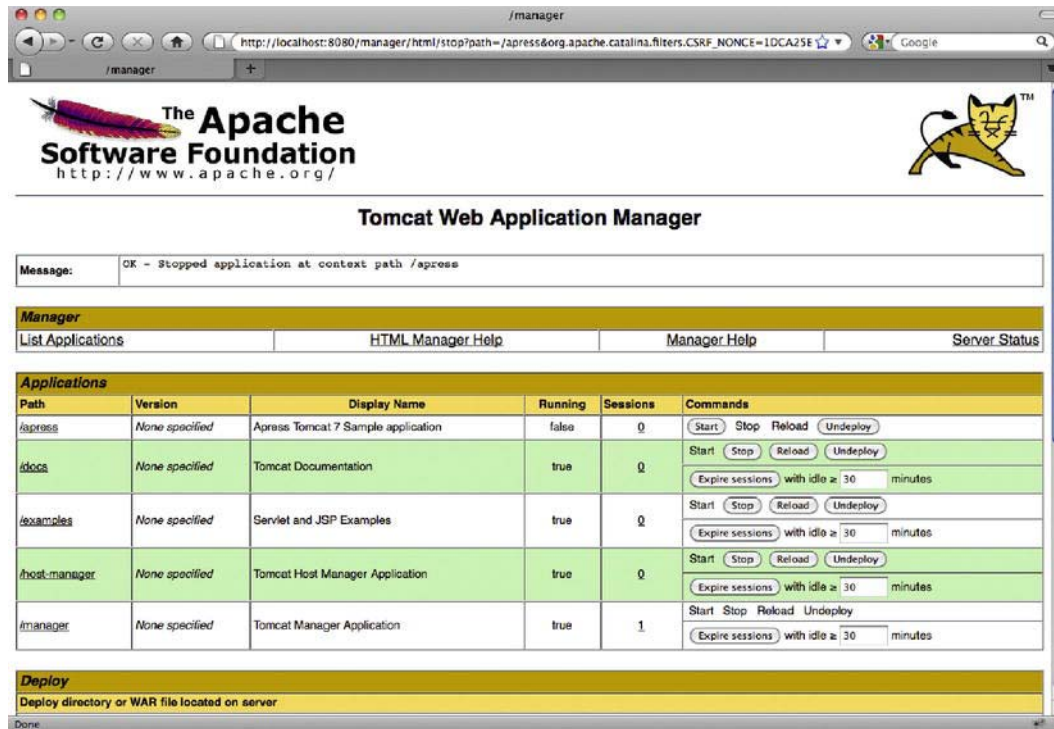 /manager
http://localhost:8080/manager/html/stop?path=/apress&org.apache.catalina.filters.CSRF_NONCE=1DCA25E
Google
/manager
+
The Apache
Software Foundation
http://www.apache.org/
TM
Tomcat Web Application Manager
Message: OK - Stopped application at context path /apress
Manager
List Applications HTML Manager Help Manager Help Server Status
Applications
Path Version Display Name Running Sessions Commands
/apress None specified Apress Tomcat 7 Sample application false 0 Start Stop Reload Undeploy
/docs None specified Tomcat Documentation true 0 Start Stop Reload Undeploy
Expire sessions with idle ≥ 30 minutes
/examples None specified Servlet and JSP Examples true 0 Start Stop Reload Undeploy
Expire sessions with idle ≥ 30 minutes
/host-manager None specified Tomcat Host Manager Application true 0 Start Stop Reload Undeploy
Expire sessions with idle ≥ 30 minutes
/manager None specified Tomcat Manager Application true 1 Start Stop Reload Undeploy
Expire sessions with idle ≥ 30 minutes
Deploy
Deploy directory or WAR file located on server
Done